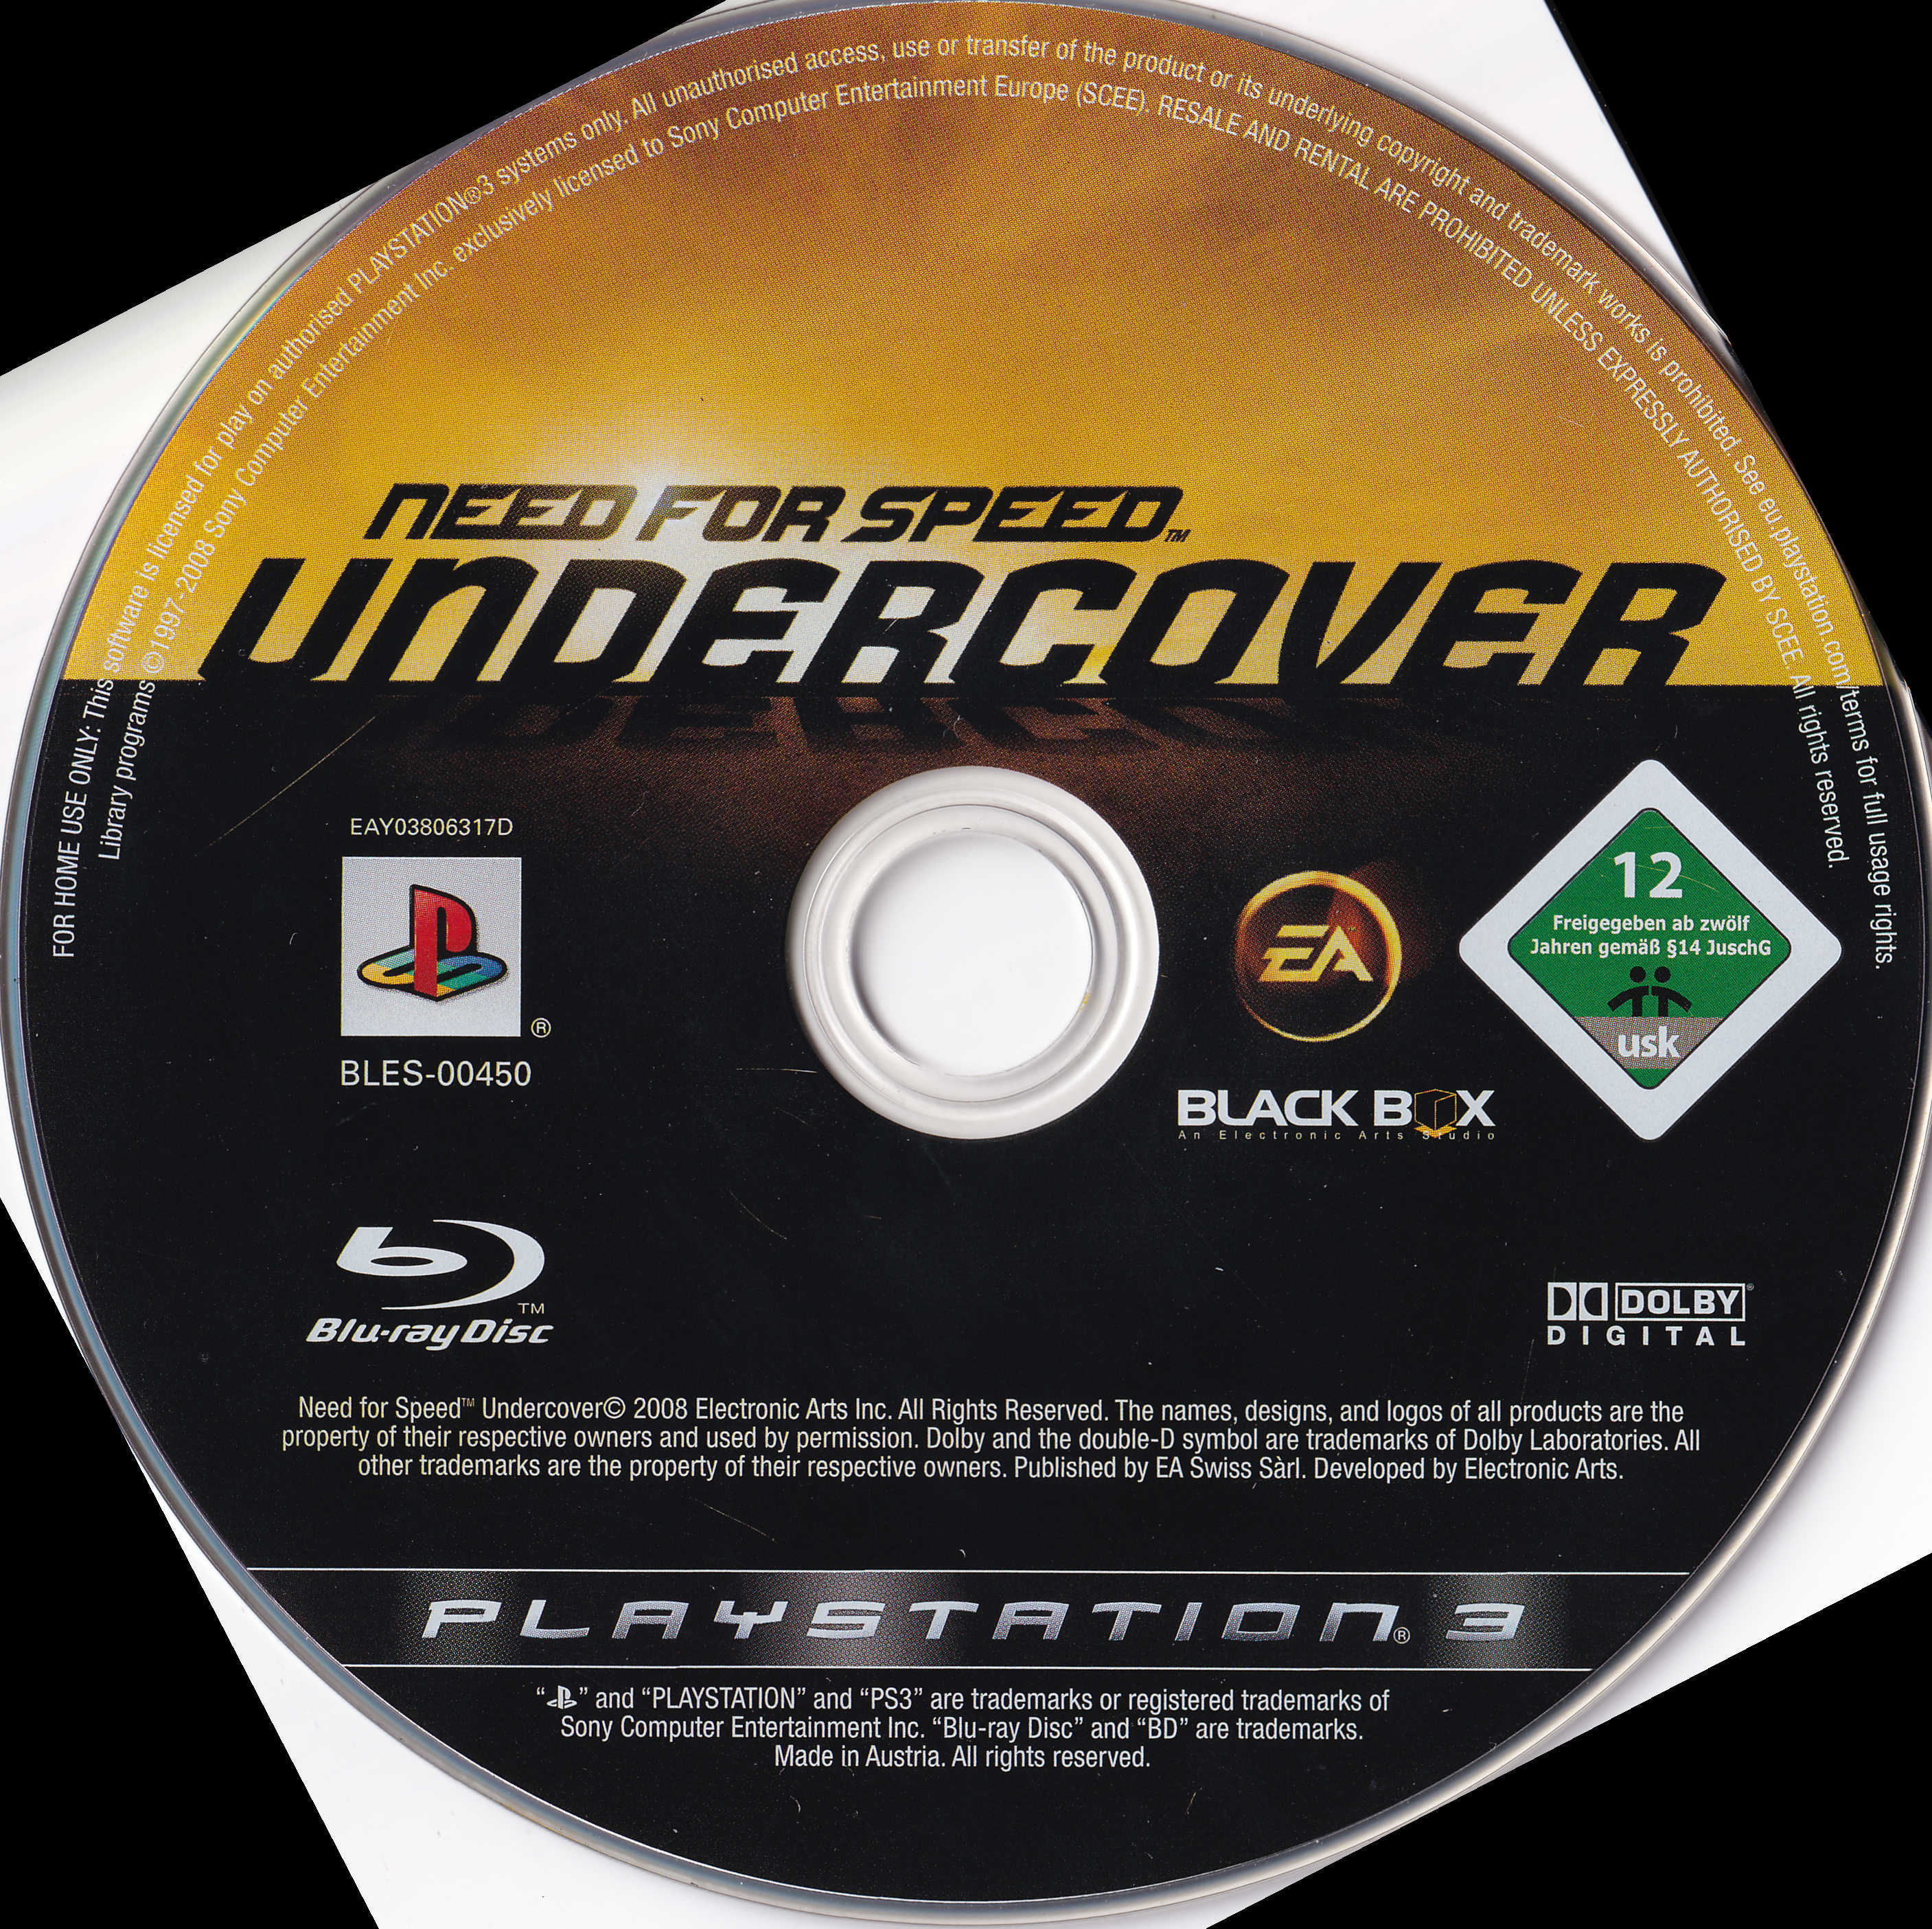 FOR HOME USE ONLY: This software is licensed for play on authorised PLAYSTATION®3 systems only. All unauthorised access, use or transfer of the product or its underlying copyright and trademark works is prohibited. See eu.playstation.com/terms for full usage rights.
Library programs ©1997-2008 Sony Computer Entertainment Inc. exclusively licensed to Sony Computer Entertainment Europe (SCEE). RESALE AND RENTAL ARE PROHIBITED UNLESS EXPRESSLY AUTHORISED BY SCEE. All rights reserved.
NEED FOR SPEED™
UNDERCOVER
EAY03806317D
®
BLES-00450
EA
BLACK BOX
An Electronic Arts Studio
12
Freigegeben ab zwölf
Jahren gemäß §14 JuschG
usk
Blu-ray Disc™
DOLBY®
DIGITAL
Need for Speed™ Undercover© 2008 Electronic Arts Inc. All Rights Reserved. The names, designs, and logos of all products are the
property of their respective owners and used by permission. Dolby and the double-D symbol are trademarks of Dolby Laboratories. All
other trademarks are the property of their respective owners. Published by EA Swiss Sàrl. Developed by Electronic Arts.
PLAYSTATION®3
“ ” and “PLAYSTATION” and “PS3” are trademarks or registered trademarks of
Sony Computer Entertainment Inc. “Blu-ray Disc” and “BD” are trademarks.
Made in Austria. All rights reserved.